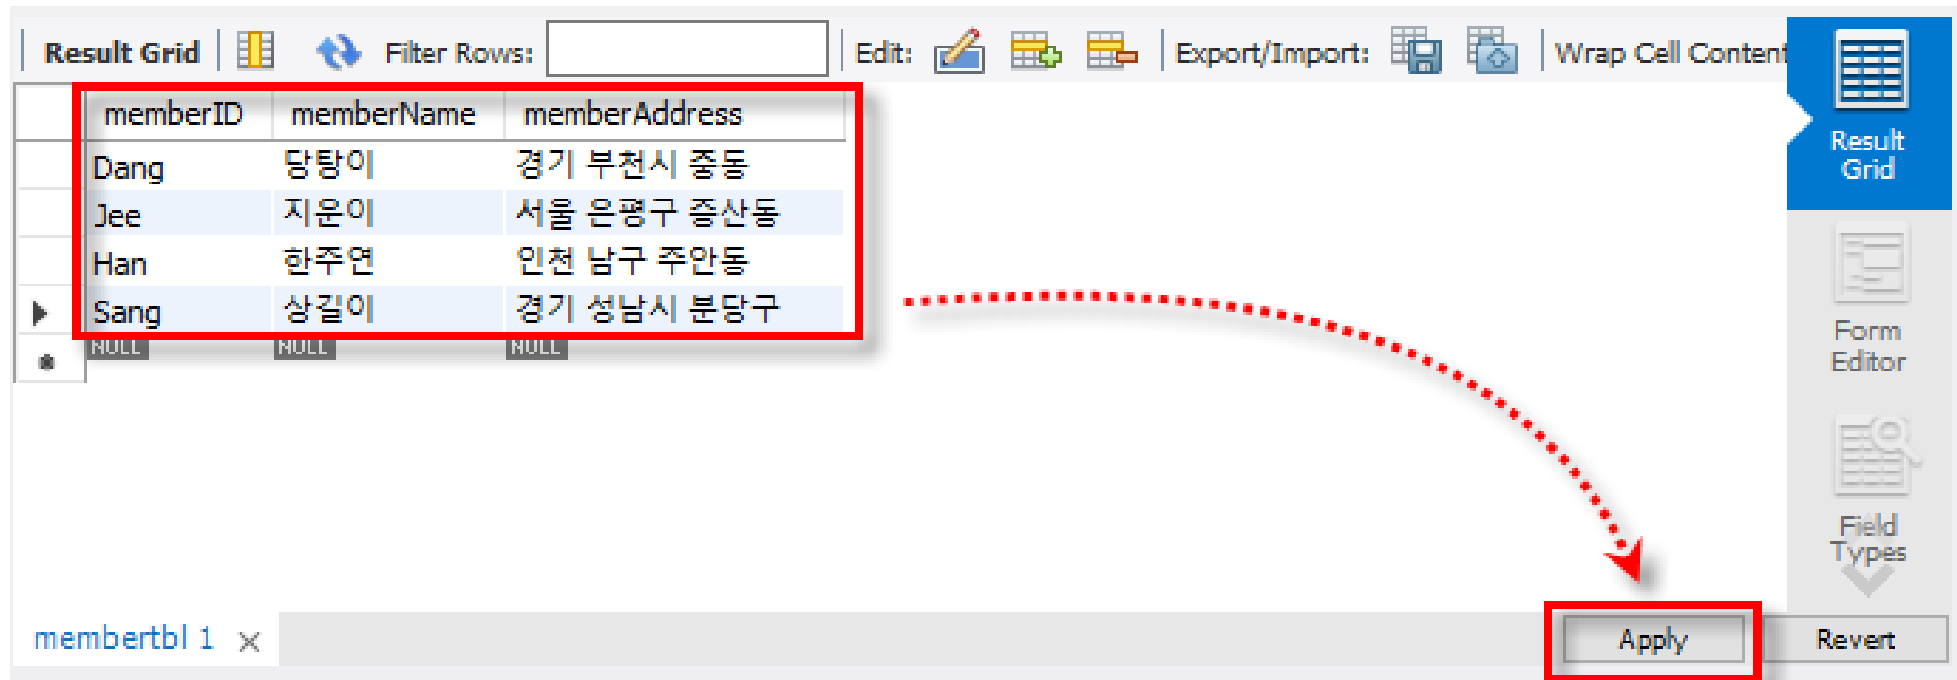 Result Grid Filter Rows: Edit: Export/Import: Wrap Cell Content
memberID memberName memberAddress
Dang 당탕이 경기 부천시 중동
Jee 지운이 서울 은평구 증산동
Han 한주연 인천 남구 주안동
Sang 상길이 경기 성남시 분당구
NULL NULL NULL
Result
Grid
Form
Editor
Field
Types
membertbl 1
Apply Revert